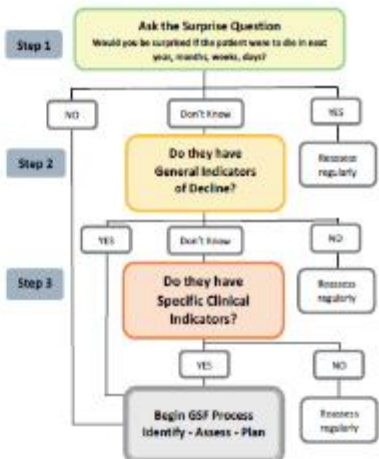 Step 1
Ask the Surprise Question
Would you be surprised if the patient were to die in next
year, months, weeks, days?
NO
Don't Know
YES
Step 2
Do they have
General Indicators
of Decline?
Reassess
regularly
YES
Don't Know
NO
Step 3
Do they have
Specific Clinical
Indicators?
Reassess
regularly
YES
NO
Begin GSF Process
Identify - Assess - Plan
Reassess
regularly